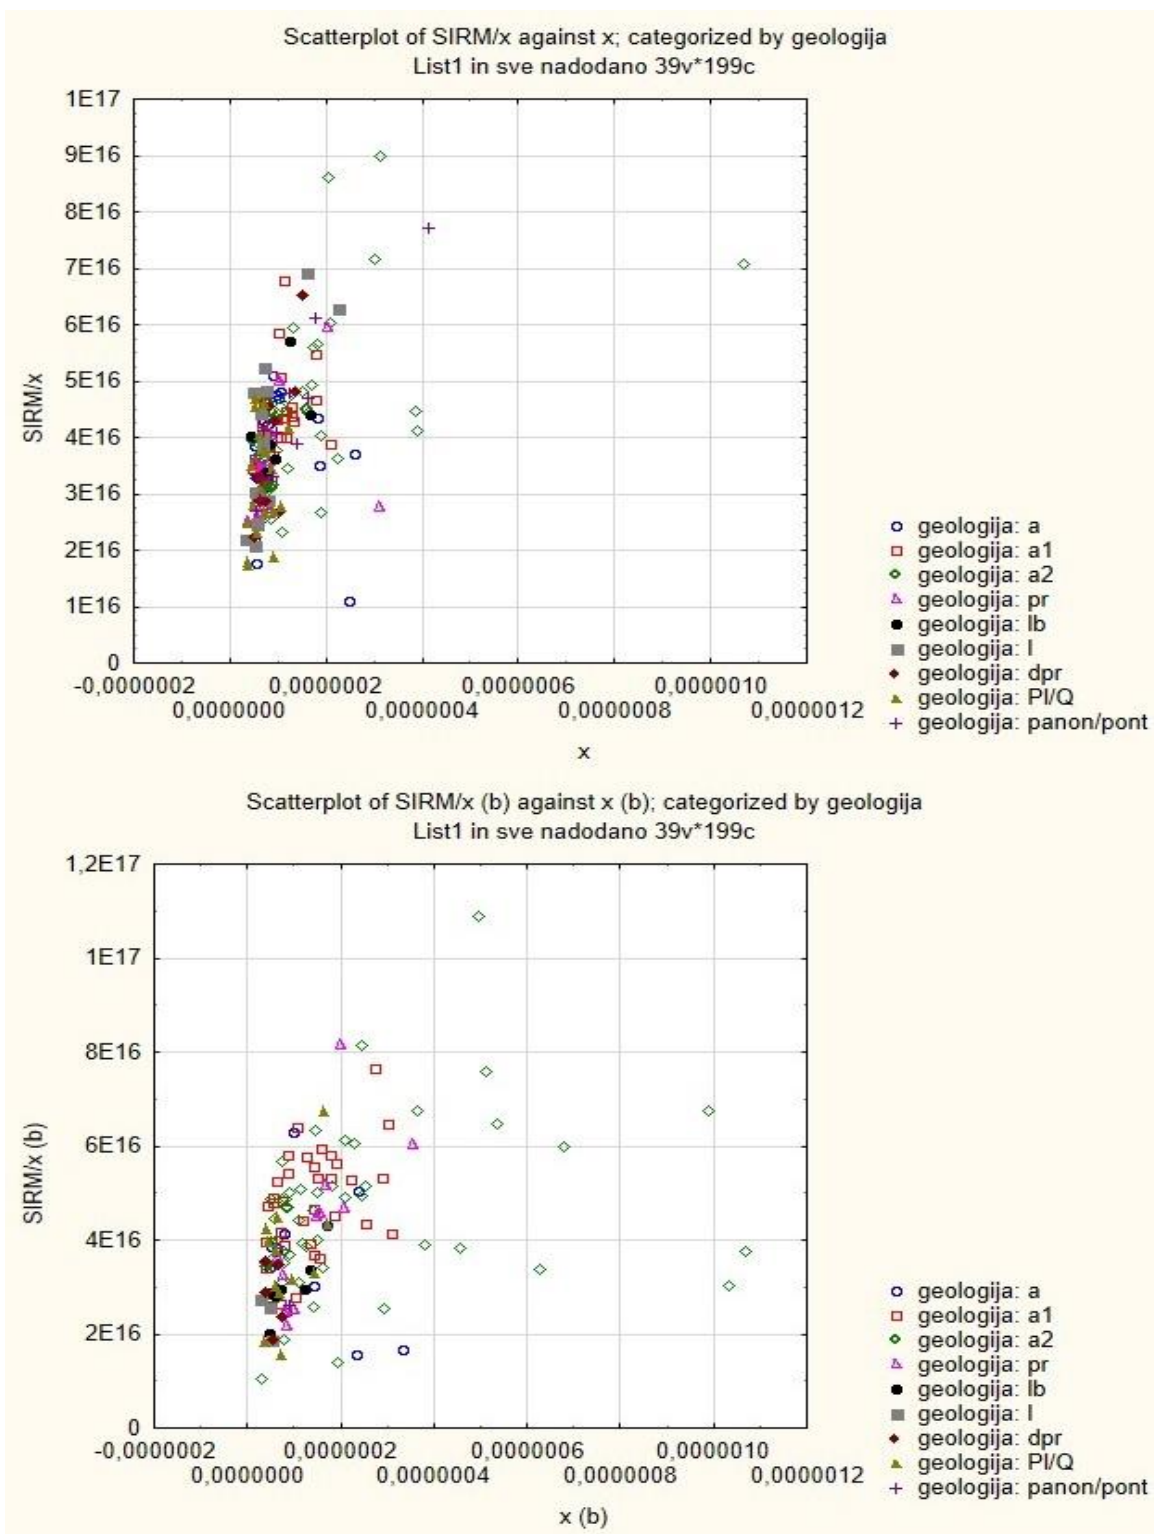 Scatterplot of SIRM/x against x; categorized by geologija
List1 in sve nadodano 39v*199c
1E17
9E16
8E16
7E16
6E16
5E16
4E16
3E16
2E16
1E16
0
SIRM/x
-0,0000002 0,0000002 0,0000006 0,0000010
0,0000000 0,0000004 0,0000008 0,0000012
x
geologija: a
geologija: a1
geologija: a2
geologija: pr
geologija: lb
geologija: l
geologija: dpr
geologija: Pl/Q
geologija: panon/pont
Scatterplot of SIRM/x (b) against x (b); categorized by geologija
List1 in sve nadodano 39v*199c
1,2E17
1E17
8E16
6E16
4E16
2E16
0
SIRM/x (b)
-0,0000002 0,0000002 0,0000006 0,0000010
0,0000000 0,0000004 0,0000008 0,0000012
x (b)
geologija: a
geologija: a1
geologija: a2
geologija: pr
geologija: lb
geologija: l
geologija: dpr
geologija: Pl/Q
geologija: panon/pont